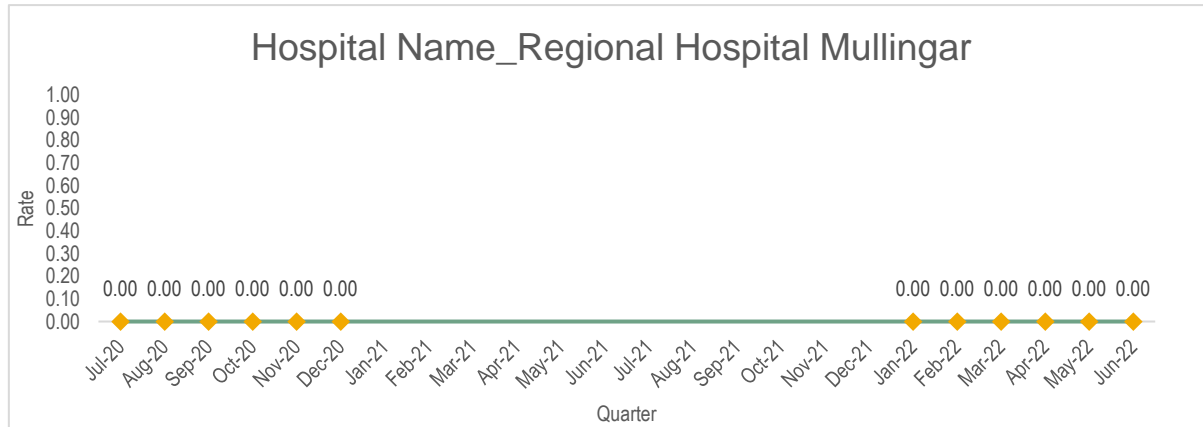 Hospital Name_Regional Hospital Mullingar
1.00
0.90
0.80
0.70
0.60
0.50
0.40
0.30
0.20
0.10
0.00
Rate
0.00 0.00 0.00 0.00 0.00 0.00 0.00 0.00 0.00 0.00 0.00 0.00
Jul-20 Aug-20 Sep-20 Oct-20 Nov-20 Dec-20 Jan-21 Feb-21 Mar-21 Apr-21 May-21 Jun-21 Jul-21 Aug-21 Sep-21 Oct-21 Nov-21 Dec-21 Jan-22 Feb-22 Mar-22 Apr-22 May-22 Jun-22
Quarter